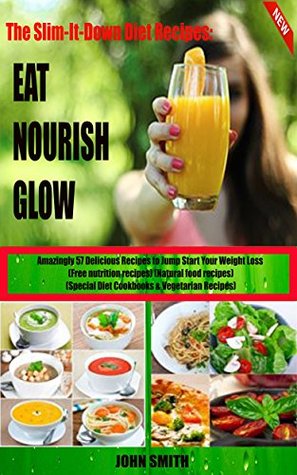 The Slim-It-Down Diet Recipes:
NEW
EAT
NOURISH
GLOW
Amazingly 57 Delicious Recipes to Jump Start Your Weight Loss
(Free nutrition recipes) (Natural food recipes)
(Special Diet Cookbooks & Vegetarian Recipes)
JOHN SMITH